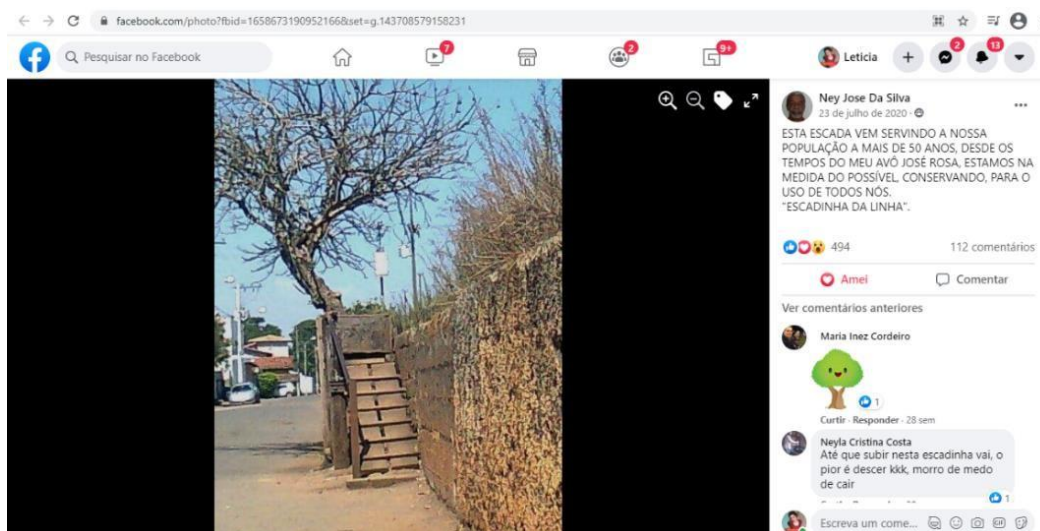 facebook.com/photo?fbid=1658673190952166&set=g.143708579158231
Pesquisar no Facebook
7
2
9+
Leticia
2
13
Ney Jose Da Silva
23 de julho de 2020 ·
ESTA ESCADA VEM SERVINDO A NOSSA
POPULAÇÃO A MAIS DE 50 ANOS, DESDE OS
TEMPOS DO MEU AVÔ JOSÉ ROSA, ESTAMOS NA
MEDIDA DO POSSÍVEL, CONSERVANDO, PARA O
USO DE TODOS NÓS.
"ESCADINHA DA LINHA".
494
112 comentários
Amei
Comentar
Ver comentários anteriores
Maria Inez Cordeiro
1
Curtir · Responder · 28 sem
Neyla Cristina Costa
Até que subir nesta escadinha vai, o
pior é descer kkk, morro de medo
de cair
1
Escreva um come...
GIF